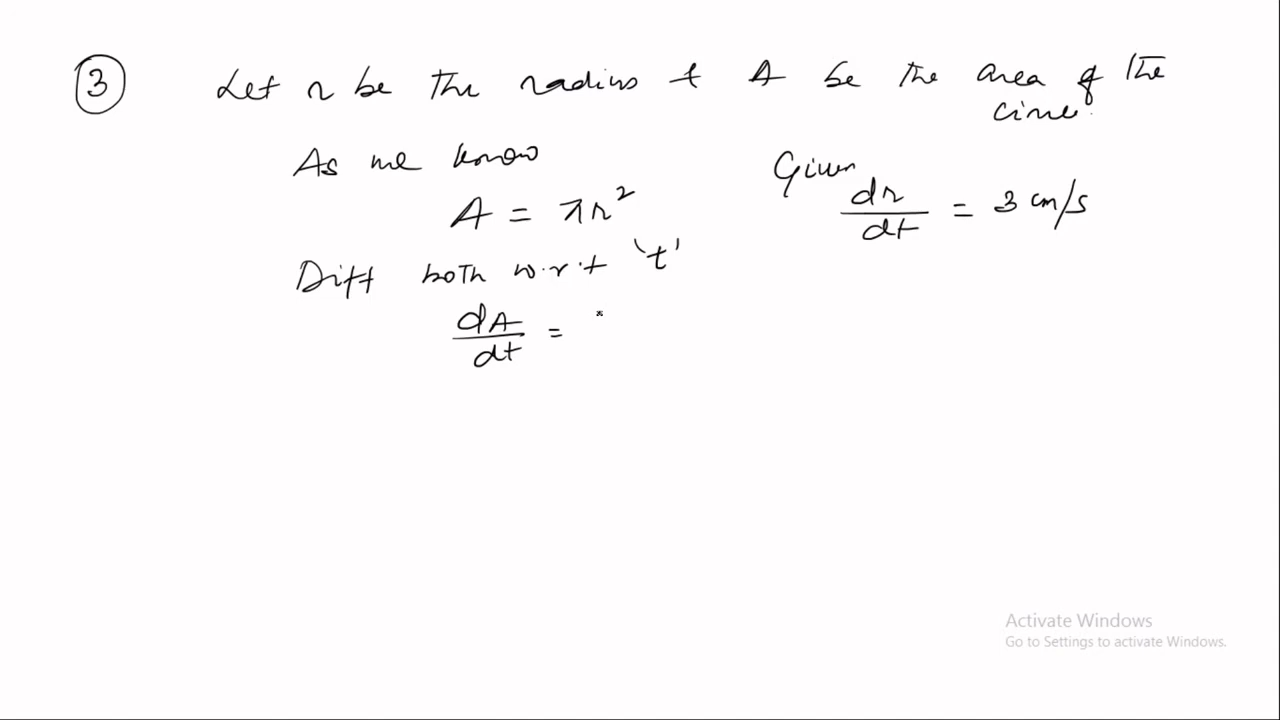 3 Let r be the radius & A be the area of the
circle.
As we know
A = πr²
Given
dr/dt = 3 cm/s
Diff both w.r.t 't'
dA/dt =
Activate Windows
Go to Settings to activate Windows.